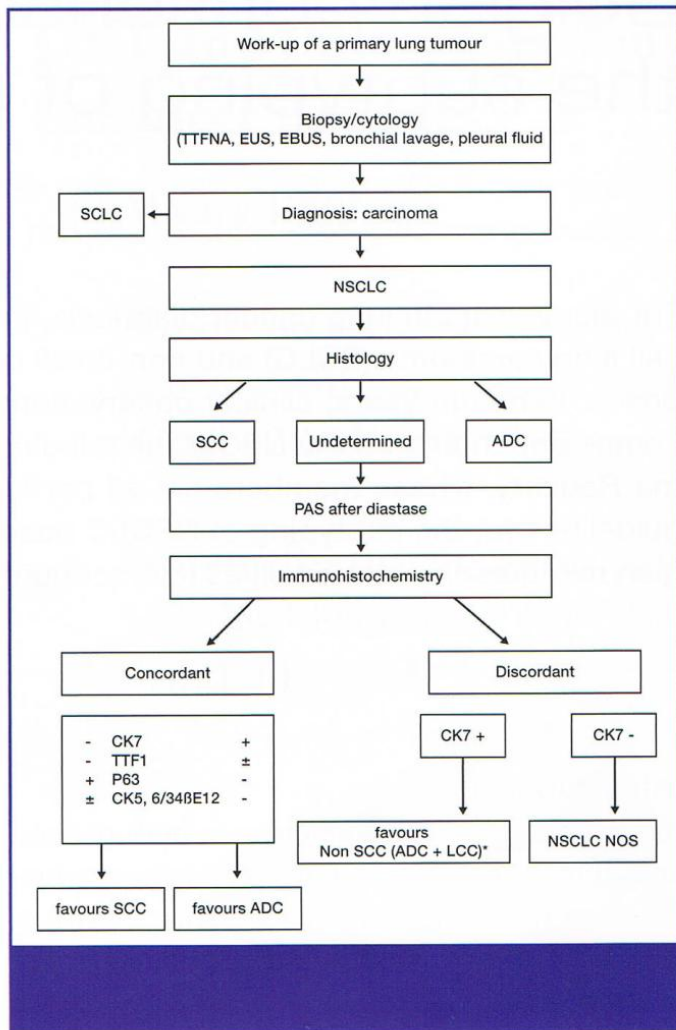 Work-up of a primary lung tumour
Biopsy/cytology
(TTFNA, EUS, EBUS, bronchial lavage, pleural fluid
SCLC
Diagnosis: carcinoma
NSCLC
Histology
SCC
Undetermined
ADC
PAS after diastase
Immunohistochemistry
Concordant
Discordant
- CK7 +
- TTF1 ±
+ P63 -
± CK5, 6/34ßE12 -
CK7 +
CK7 -
favours
Non SCC (ADC + LCC)*
NSCLC NOS
favours SCC
favours ADC